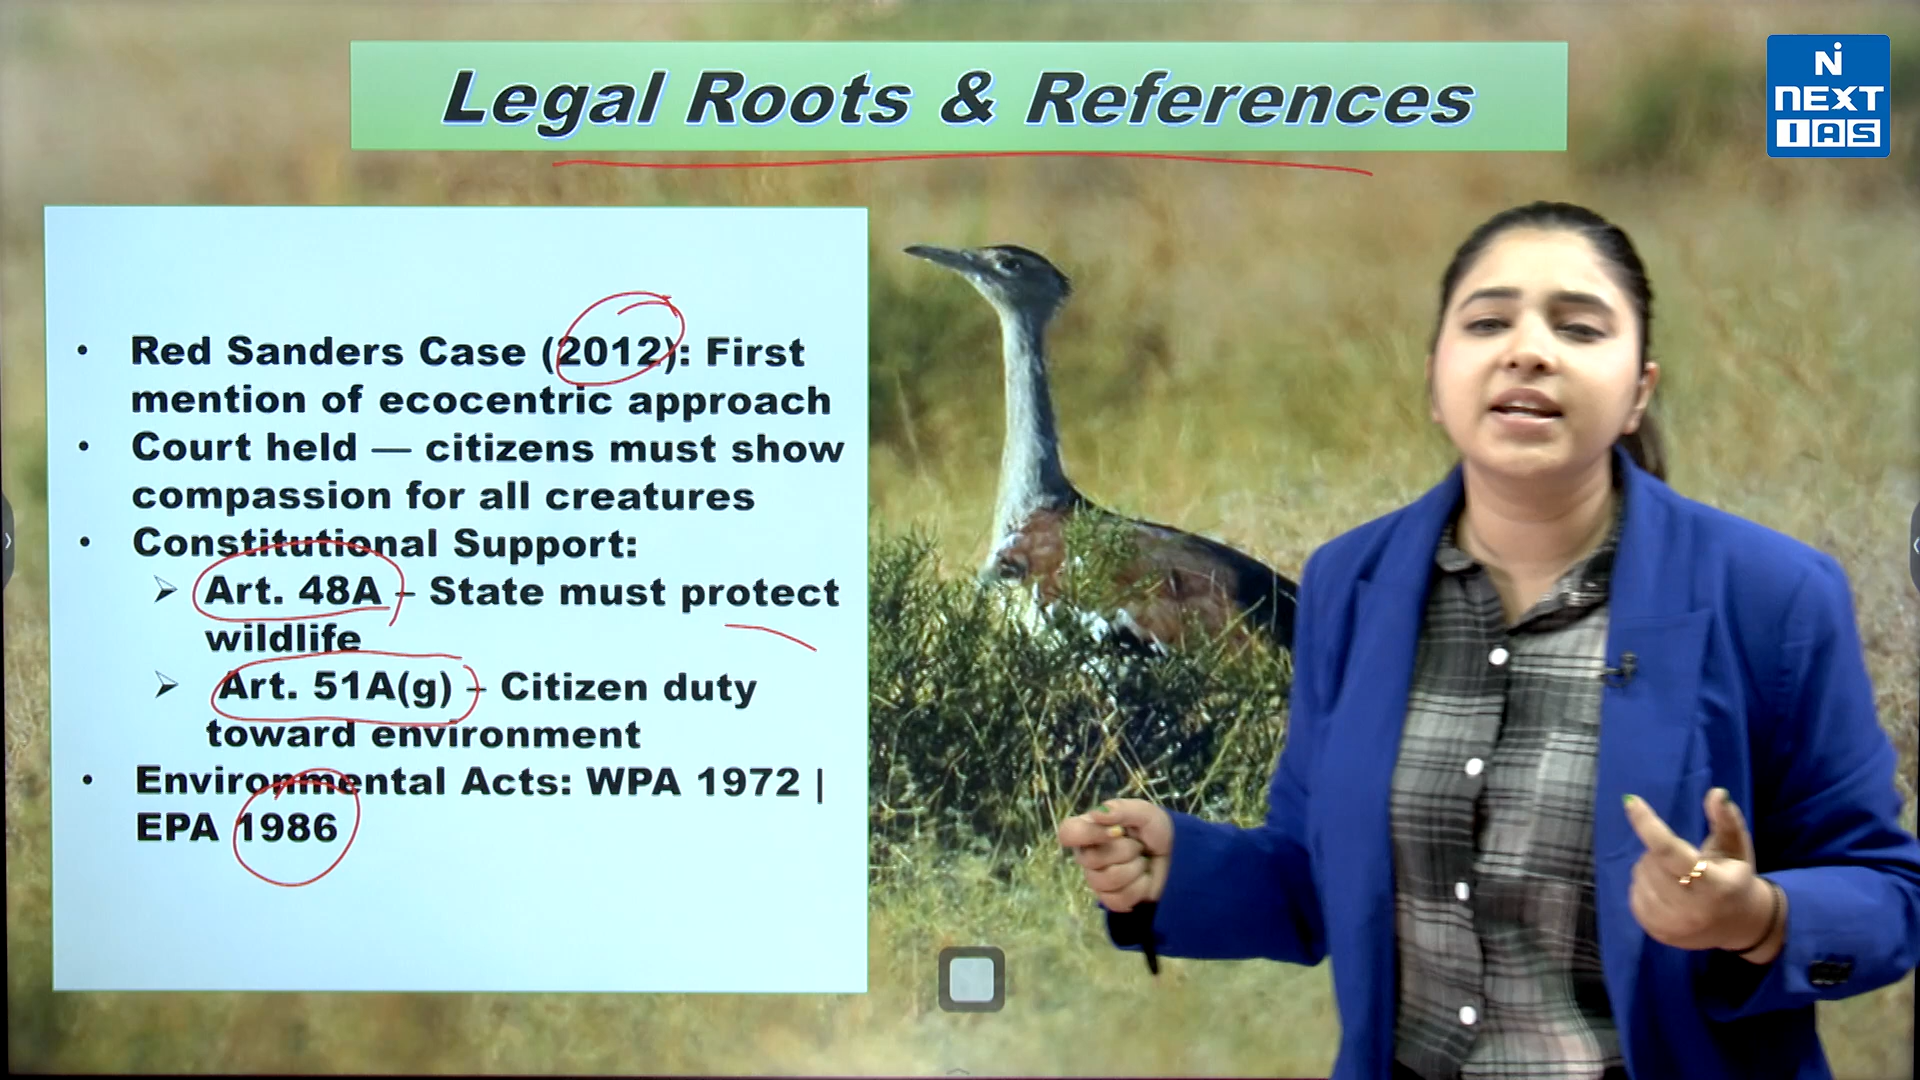 Legal Roots & References
Ni
NEXT
IAS
• Red Sanders Case (2012): First
mention of ecocentric approach
• Court held — citizens must show
compassion for all creatures
• Constitutional Support:
➢ Art. 48A – State must protect
wildlife
➢ Art. 51A(g) – Citizen duty
toward environment
• Environmental Acts: WPA 1972 |
EPA 1986